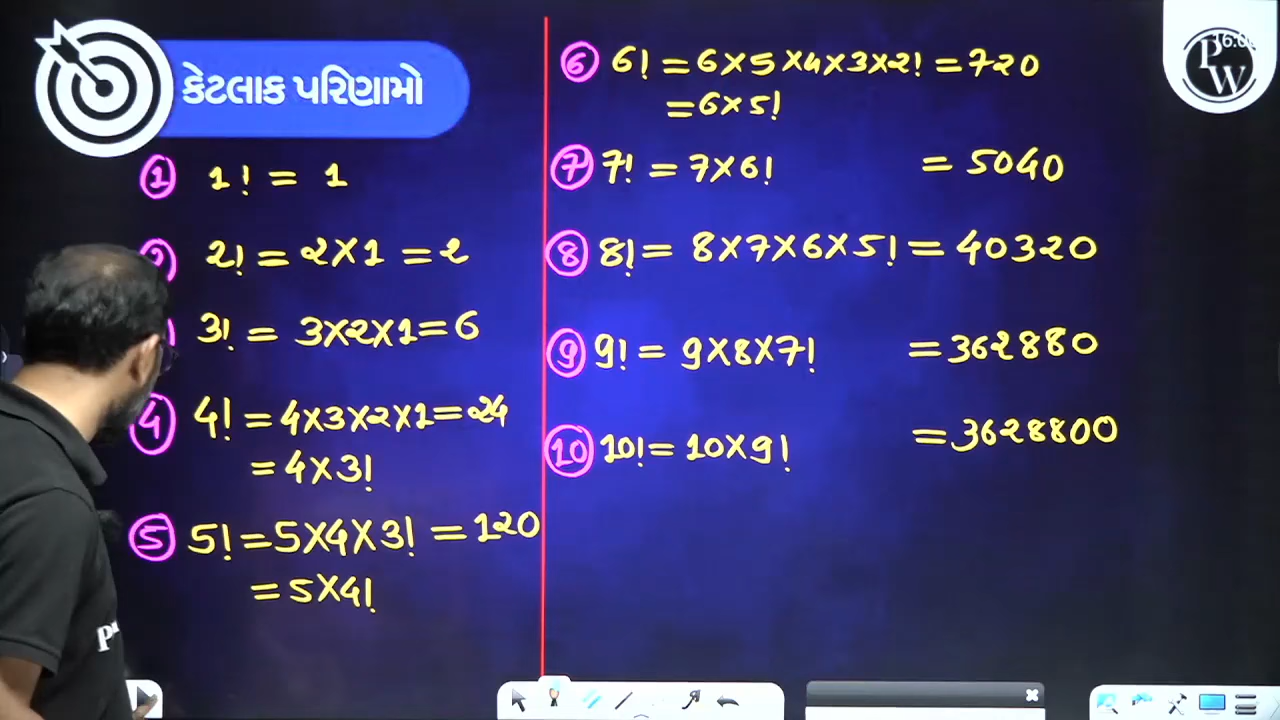 કેટલાક પરિણામો
① 1! = 1
2! = 2×1 = 2
3! = 3×2×1 = 6
④ 4! = 4×3×2×1 = 24
= 4×3!
⑤ 5! = 5×4×3! = 120
= 5×4!
⑥ 6! = 6×5×4×3×2! = 720
= 6×5!
⑦ 7! = 7×6! = 5040
⑧ 8! = 8×7×6×5! = 40320
⑨ 9! = 9×8×7! = 362880
⑩ 10! = 10×9! = 3628800
PW